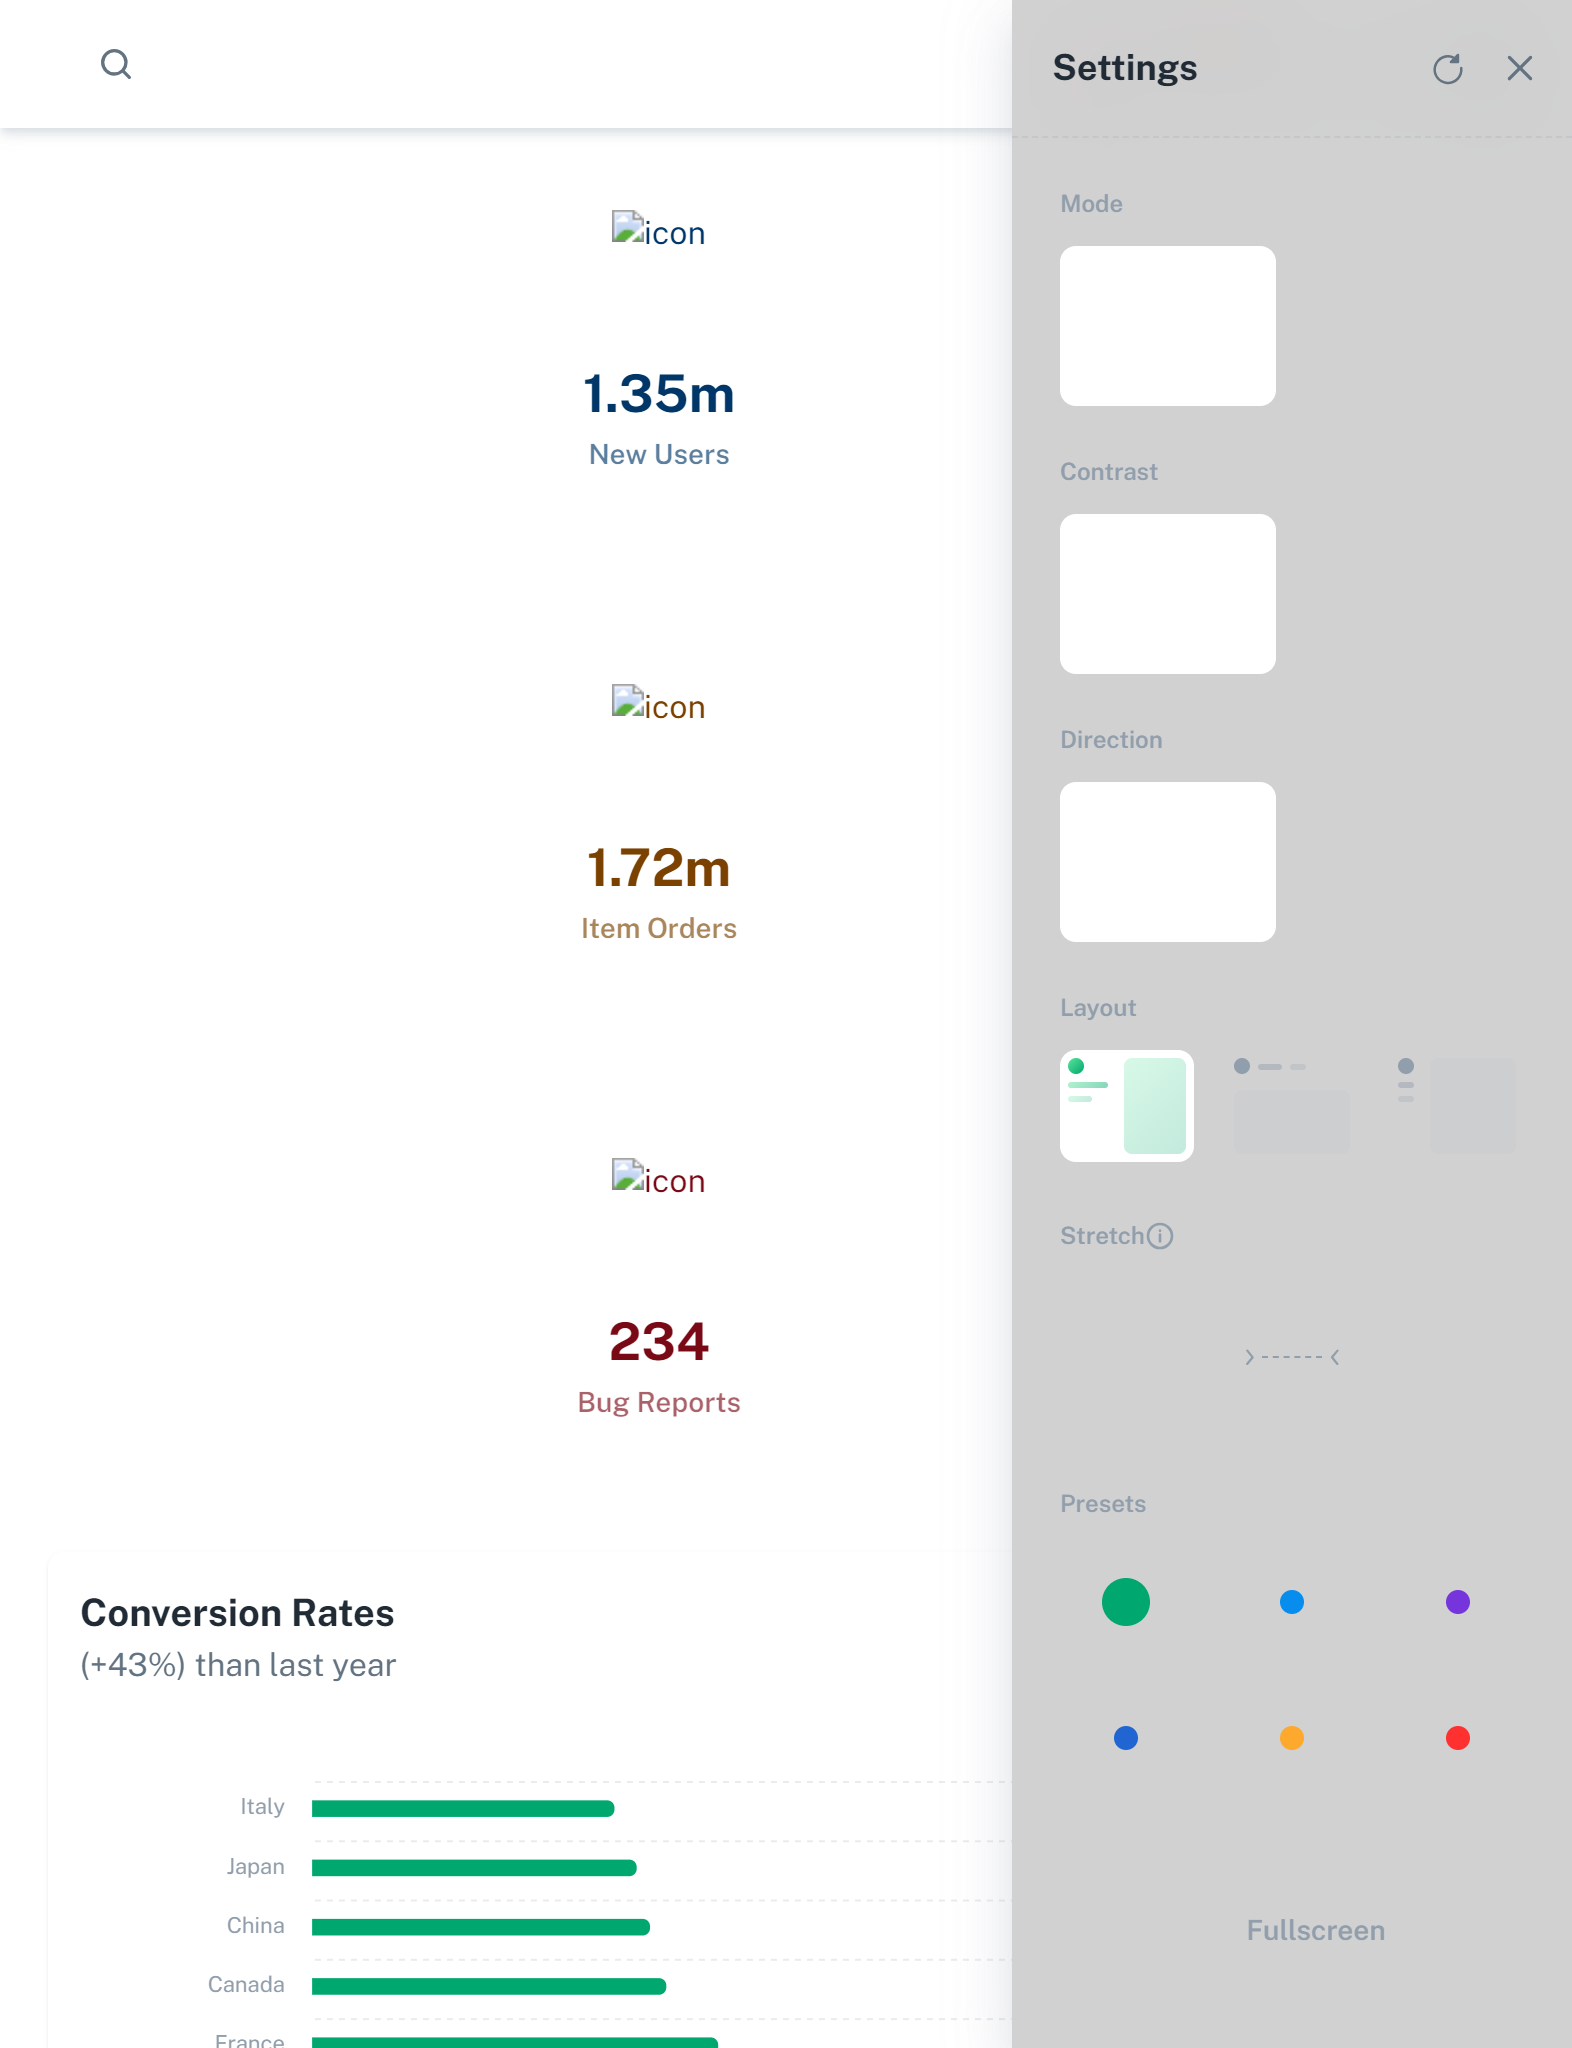 icon
1.35m
New Users
icon
1.72m
Item Orders
icon
234
Bug Reports
Conversion Rates
(+43%) than last year
Italy
Japan
China
Canada
France
Settings
Mode
Contrast
Direction
Layout
Stretch
Presets
Fullscreen